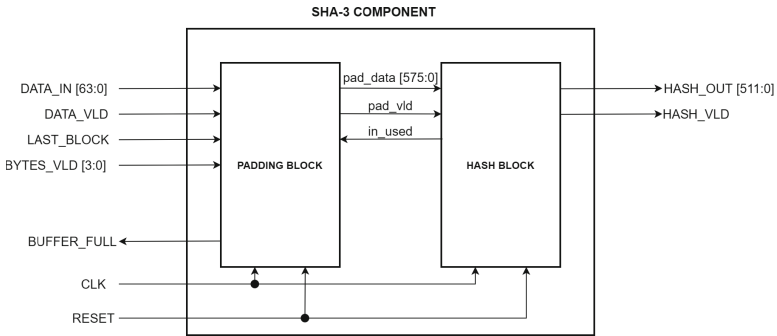 SHA-3 COMPONENT
pad_data [575:0]
DATA_IN [63:0]
HASH_OUT [511:0]
pad_vld
DATA_VLD
HASH_VLD
in_used
LAST_BLOCK
BYTES_VLD [3:0]
PADDING BLOCK
HASH BLOCK
BUFFER_FULL
CLK
RESET